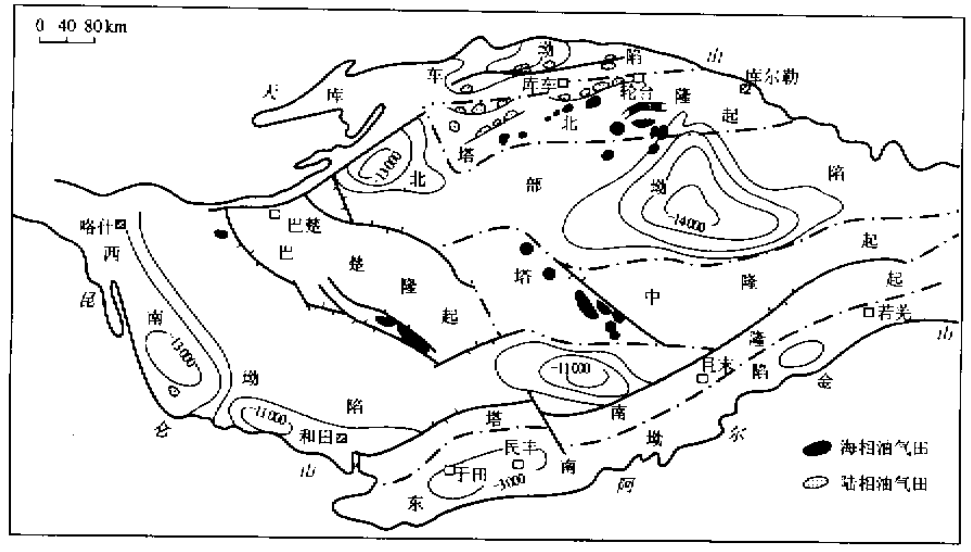 0 40 80 km
天 山
库 车 坳 陷
库车
轮台
库尔勒
塔 北 隆 起
-13000
北 部 坳 陷
-14000
喀什
巴楚
巴 楚 隆 起
塔 中 隆 起
西 南 坳 陷
-13000
-11000
-11000
昆 仑 山
和田
塔 南 隆 起
且末
若羌
民丰
于田
-3000
东 南 坳 陷
阿 尔 金 山
海相油气田
陆相油气田